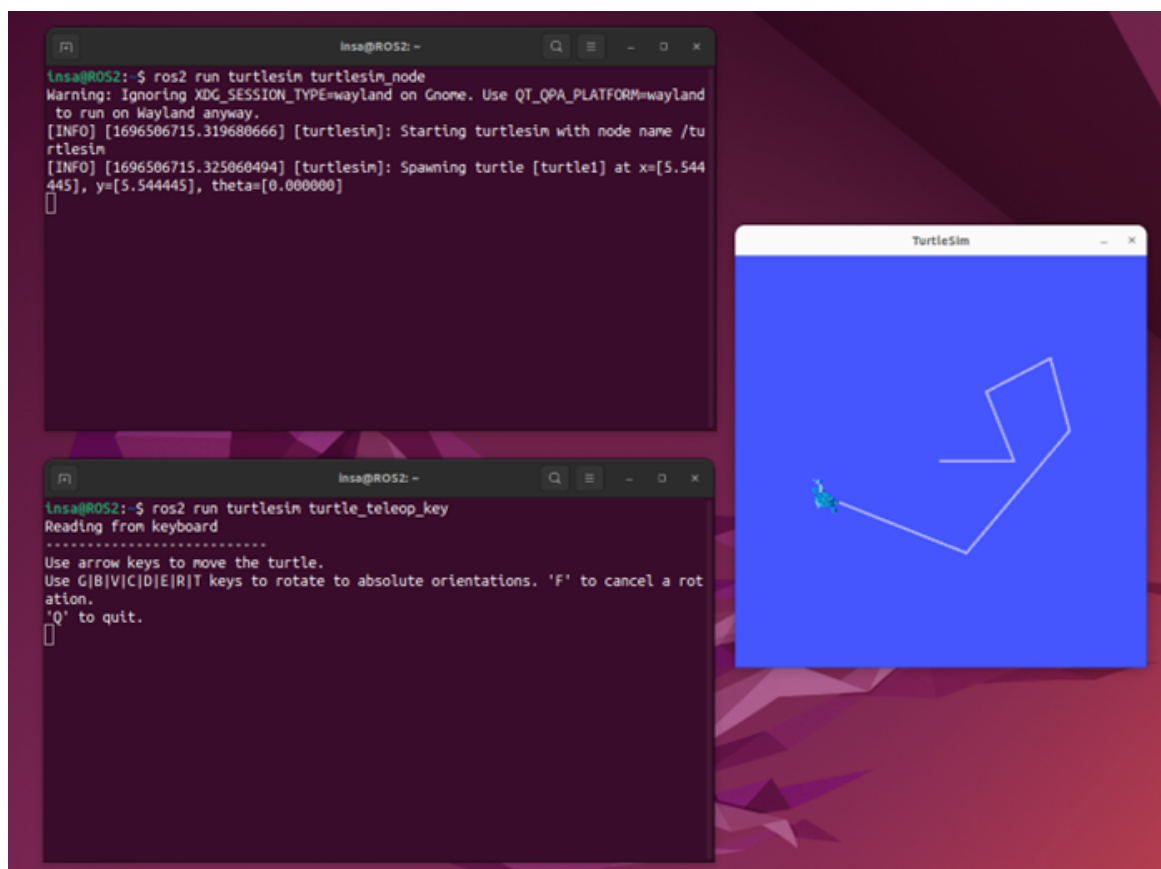 insa@ROS2: ~
insa@ROS2:~$ ros2 run turtlesim turtlesim_node
Warning: Ignoring XDG_SESSION_TYPE=wayland on Gnome. Use QT_QPA_PLATFORM=wayland
to run on Wayland anyway.
[INFO] [1696506715.319680666] [turtlesim]: Starting turtlesim with node name /tu
rtlesim
[INFO] [1696506715.325060494] [turtlesim]: Spawning turtle [turtle1] at x=[5.544
445], y=[5.544445], theta=[0.000000]
TurtleSim
insa@ROS2: ~
insa@ROS2:~$ ros2 run turtlesim turtle_teleop_key
Reading from keyboard
---------------------------
Use arrow keys to move the turtle.
Use G|B|V|C|D|E|R|T keys to rotate to absolute orientations. 'F' to cancel a rot
ation.
'Q' to quit.